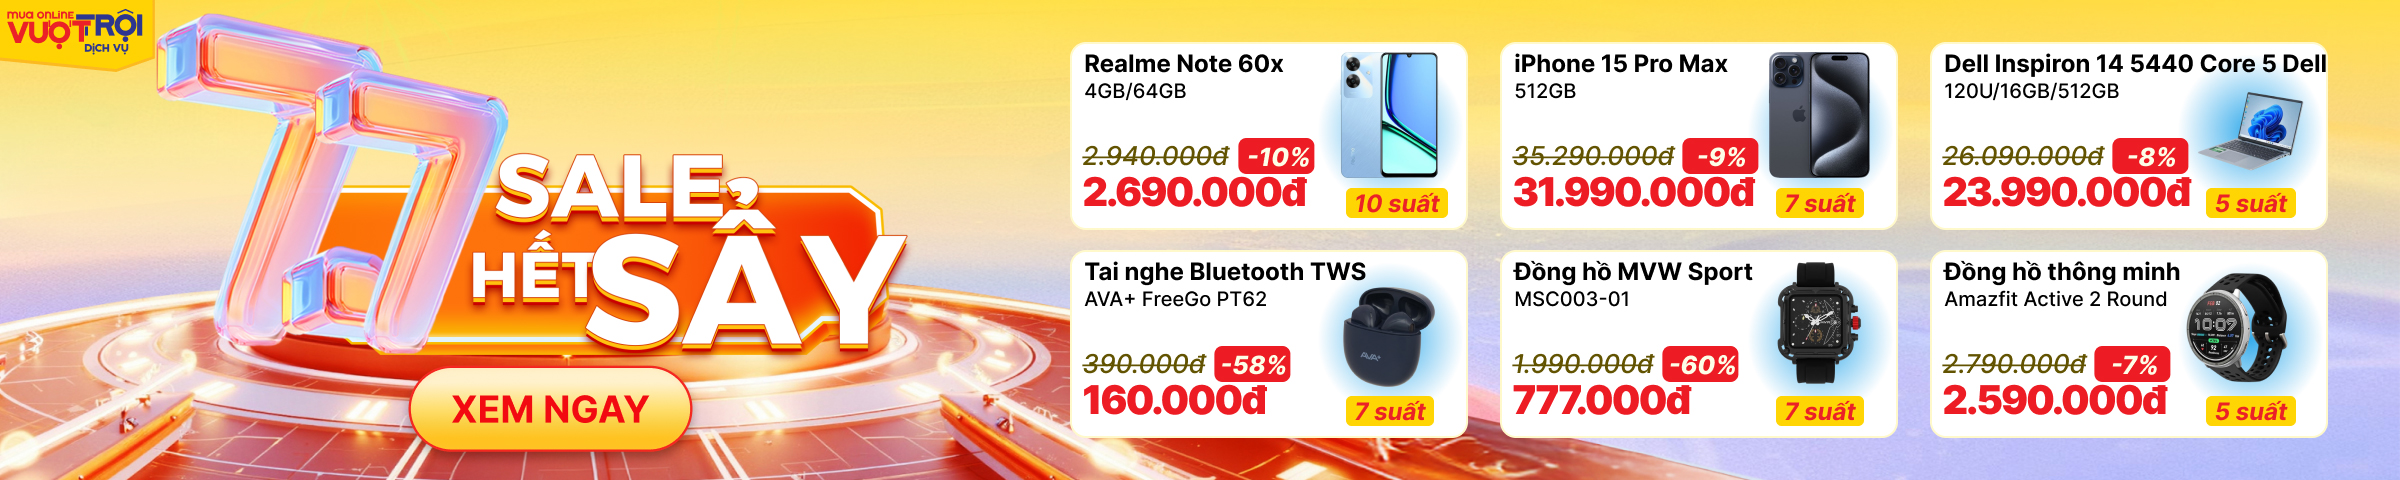 MUA ONLINE
VƯỢT TRỘI
DỊCH VỤ
7.7
SALE
HẾT SẢY
XEM NGAY
Realme Note 60x
4GB/64GB
2.940.000đ -10%
2.690.000đ
10 suất
iPhone 15 Pro Max
512GB
35.290.000đ -9%
31.990.000đ
7 suất
Dell Inspiron 14 5440 Core 5 Dell
120U/16GB/512GB
26.090.000đ -8%
23.990.000đ
5 suất
Tai nghe Bluetooth TWS
AVA+ FreeGo PT62
AVA+
390.000đ -58%
160.000đ
7 suất
Đồng hồ MVW Sport
MSC003-01
1.990.000đ -60%
777.000đ
7 suất
Đồng hồ thông minh
Amazfit Active 2 Round
10:09
2.790.000đ -7%
2.590.000đ
5 suất